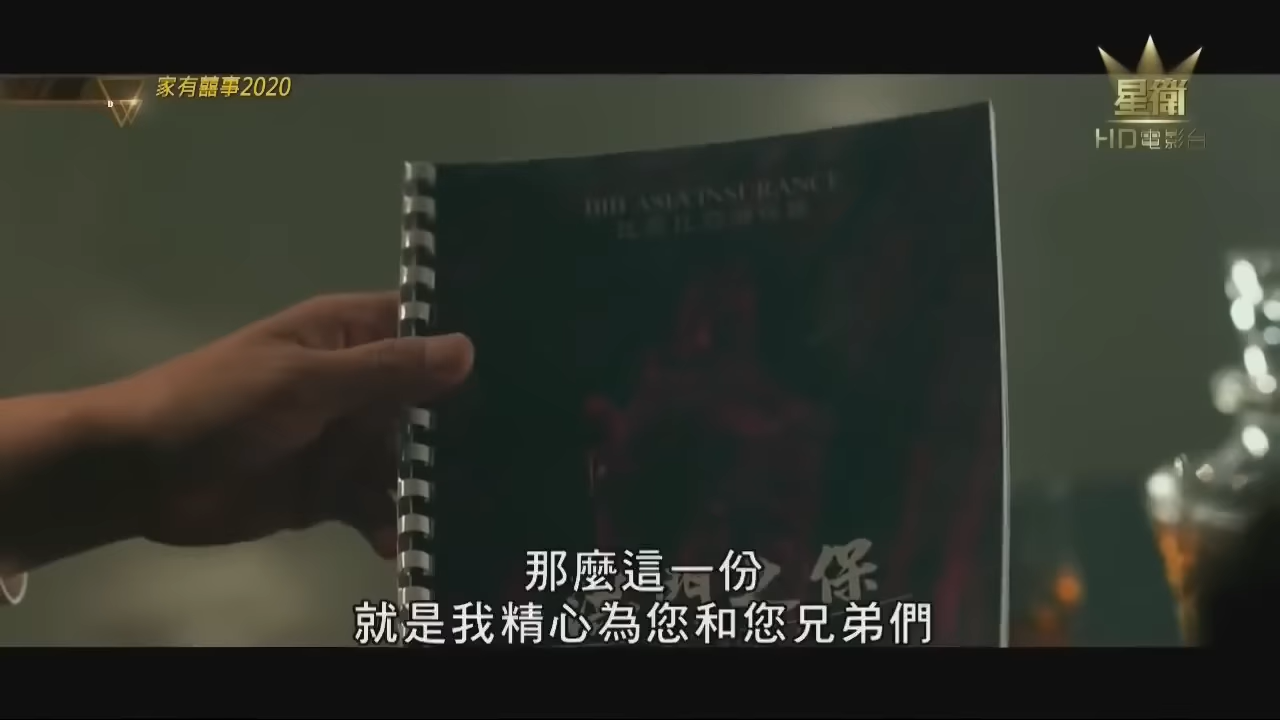 家有囍事2020
星衛
HD電影台
ASIA INSURANCE
保
那麼這一份
就是我精心為您和您兄弟們